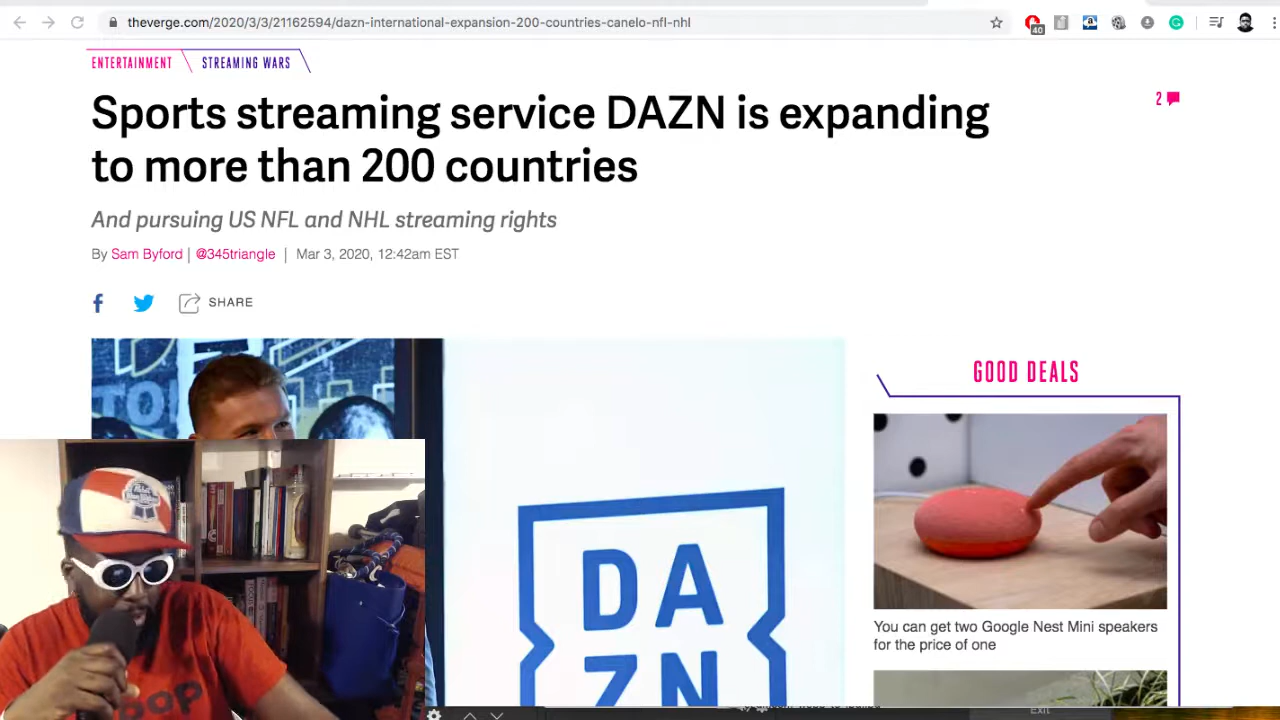 theverge.com/2020/3/3/21162594/dazn-international-expansion-200-countries-canelo-nfl-nhl
40
ENTERTAINMENT
STREAMING WARS
Sports streaming service DAZN is expanding
to more than 200 countries
2
And pursuing US NFL and NHL streaming rights
By Sam Byford | @345triangle | Mar 3, 2020, 12:42am EST
SHARE
GOOD DEALS
DA
ZN
You can get two Google Nest Mini speakers
for the price of one
Exit